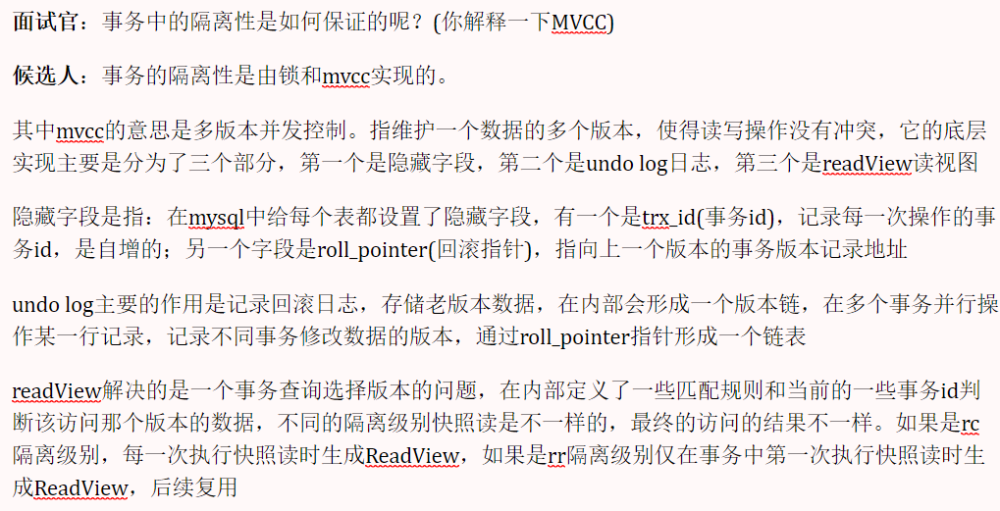 面试官：事务中的隔离性是如何保证的呢？(你解释一下MVCC)
候选人：事务的隔离性是由锁和mvcc实现的。
其中mvcc的意思是多版本并发控制。指维护一个数据的多个版本，使得读写操作没有冲突，它的底层
实现主要是分为了三个部分，第一个是隐藏字段，第二个是undo log日志，第三个是readView读视图
隐藏字段是指：在mysql中给每个表都设置了隐藏字段，有一个是trx_id(事务id)，记录每一次操作的事
务id，是自增的；另一个字段是roll_pointer(回滚指针)，指向上一个版本的事务版本记录地址
undo log主要的作用是记录回滚日志，存储老版本数据，在内部会形成一个版本链，在多个事务并行操
作某一行记录，记录不同事务修改数据的版本，通过roll_pointer指针形成一个链表
readView解决的是一个事务查询选择版本的问题，在内部定义了一些匹配规则和当前的一些事务id判
断该访问那个版本的数据，不同的隔离级别快照读是不一样的，最终的访问的结果不一样。如果是rc
隔离级别，每一次执行快照读时生成ReadView，如果是rr隔离级别仅在事务中第一次执行快照读时生
成ReadView，后续复用